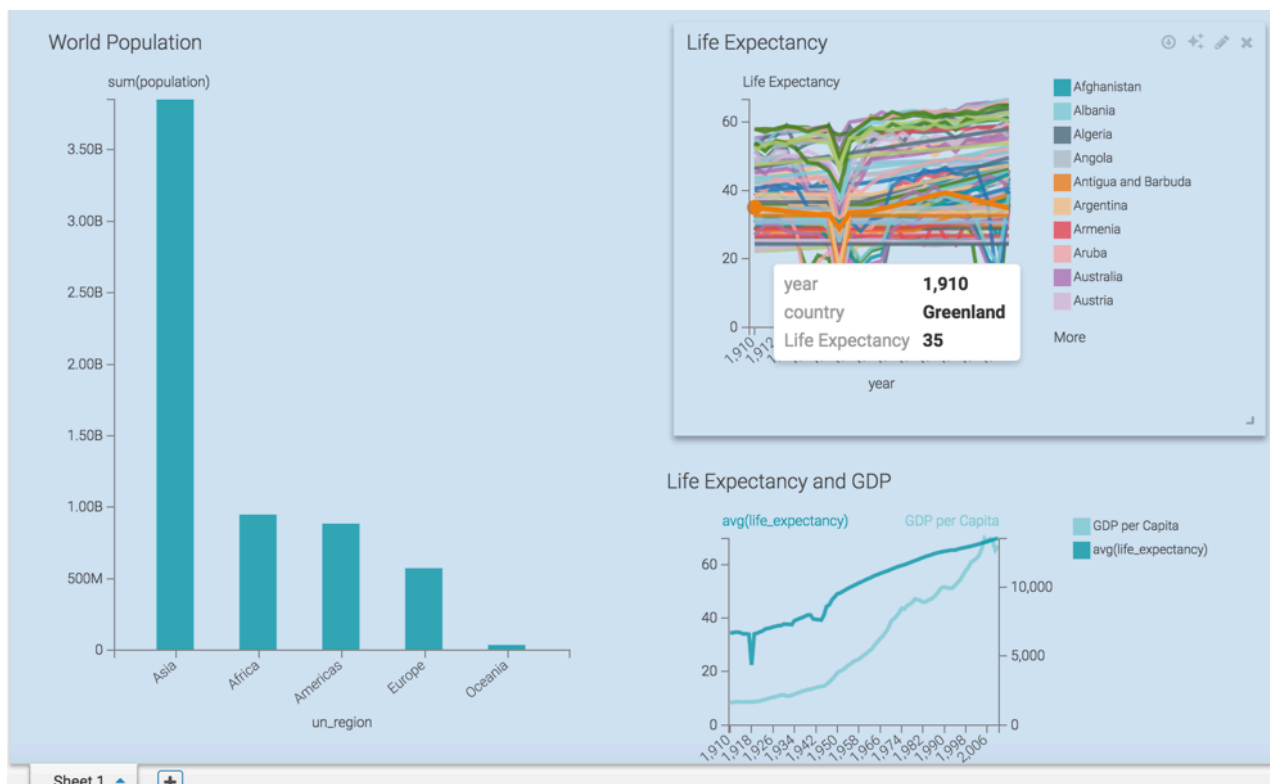 World Population
sum(population)
3.50B
3.00B
2.50B
2.00B
1.50B
1.00B
500M
0
Asia
Africa
Americas
Europe
Oceania
un_region
Life Expectancy
Life Expectancy
60
40
20
0
1,910
1,912
year
year 1,910
country Greenland
Life Expectancy 35
Afghanistan
Albania
Algeria
Angola
Antigua and Barbuda
Argentina
Armenia
Aruba
Australia
Austria
More
Life Expectancy and GDP
avg(life_expectancy) GDP per Capita
60
40
20
0
10,000
5,000
0
1,910
1,918
1,926
1,934
1,942
1,950
1,958
1,966
1,974
1,982
1,990
1,998
2,006
GDP per Capita
avg(life_expectancy)
Sheet 1